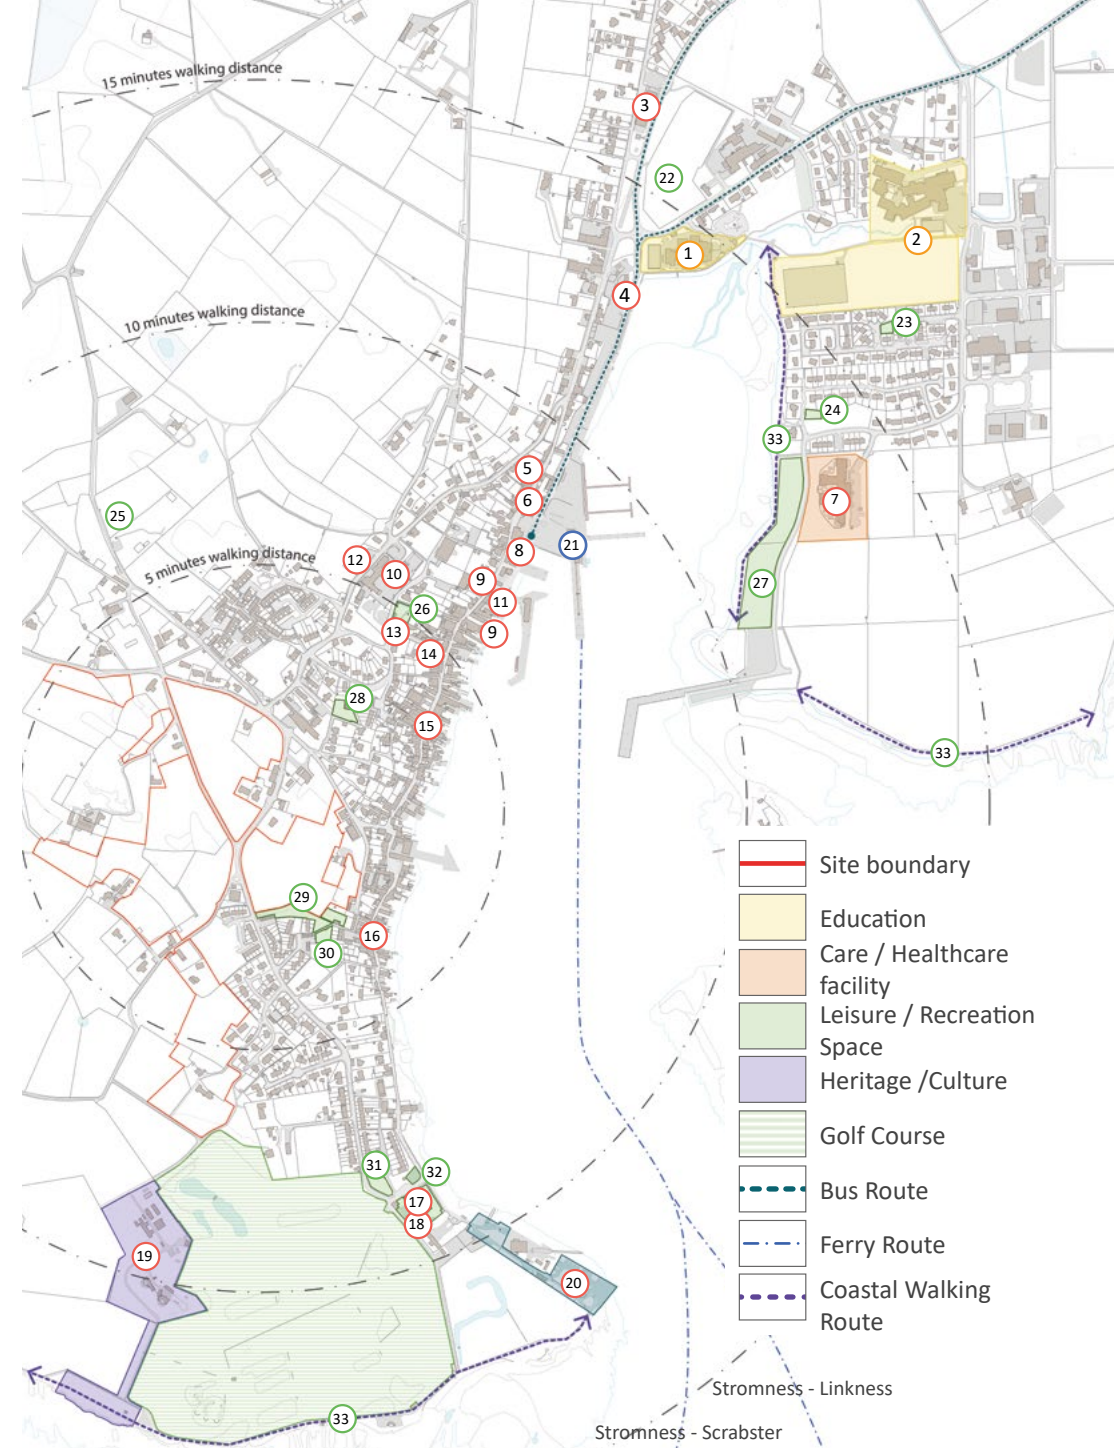 15 minutes walking distance
3
22
1
2
4
10 minutes walking distance
23
24
33
5
6
7
25
8
21
5 minutes walking distance
12
10
9
26
11
27
13
9
14
28
15
33
Site boundary
Education
Care / Healthcare
facility
Leisure / Recreation
Space
Heritage /Culture
Golf Course
Bus Route
Ferry Route
Coastal Walking
Route
29
16
30
31
32
17
18
19
20
33
Stromness - Linkness
Stromness - Scrabster